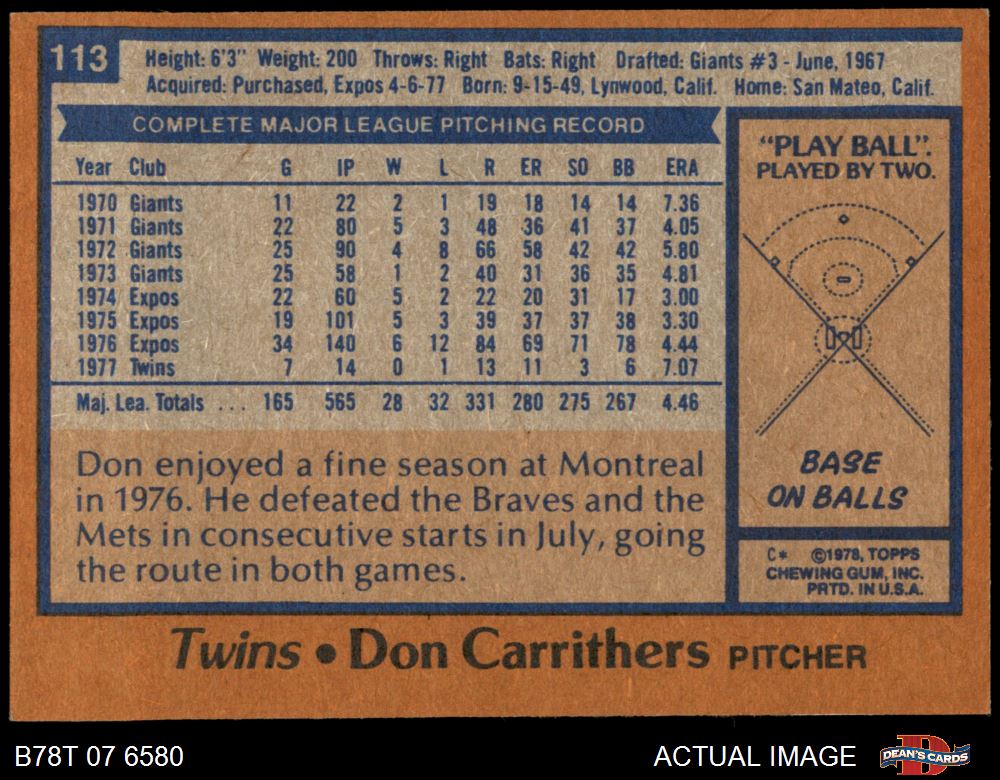 113
Height: 6'3" Weight: 200 Throws: Right Bats: Right Drafted: Giants #3 - June, 1967
Acquired: Purchased, Expos 4-6-77 Born: 9-15-49, Lynwood, Calif. Home: San Mateo, Calif.
COMPLETE MAJOR LEAGUE PITCHING RECORD
Year Club G IP W L R ER SO BB ERA
1970 Giants 11 22 2 1 19 18 14 14 7.36
1971 Giants 22 80 5 3 48 36 41 37 4.05
1972 Giants 25 90 4 8 66 58 42 42 5.80
1973 Giants 25 58 1 2 40 31 36 35 4.81
1974 Expos 22 60 5 2 22 20 31 17 3.00
1975 Expos 19 101 5 3 39 37 37 38 3.30
1976 Expos 34 140 6 12 84 69 71 78 4.44
1977 Twins 7 14 0 1 13 11 3 6 7.07
Maj. Lea. Totals ... 165 565 28 32 331 280 275 267 4.46
Don enjoyed a fine season at Montreal
in 1976. He defeated the Braves and the
Mets in consecutive starts in July, going
the route in both games.
"PLAY BALL".
PLAYED BY TWO.
BASE
ON BALLS
C* ©1978, TOPPS
CHEWING GUM, INC.
PRTD. IN U.S.A.
Twins • Don Carrithers PITCHER
B78T 07 6580 ACTUAL IMAGE DEAN'S CARDS